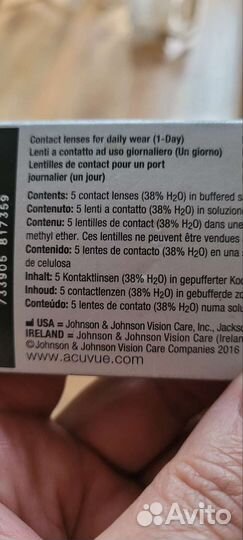 Contact lenses for daily wear (1-Day)
Lenti a contatto ad uso giornaliero (Un giorno)
Lentilles de contact pour un port
journalier (un jour)
Contents: 5 contact lenses (38% H2O) in buffered s
Contenuto: 5 lenti a contatto (38% H2O) in soluzion
Contenu: 5 lentilles de contact (38% H2O) dans une
methyl ether. Ces lentilles ne peuvent être vendues
Contenido: 5 lentes de contacto (38% H2O) en una s
de celulosa
Inhalt: 5 Kontaktlinsen (38% H2O) in gepufferter Koc
Inhoud: 5 contactlenzen (38% H2O) in gebufferde zo
Conteúdo: 5 lentes de contato (38% H2O) numa solu
USA = Johnson & Johnson Vision Care, Inc., Jacks
IRELAND = Johnson & Johnson Vision Care (Irelan
©Johnson & Johnson Vision Care Companies 2016
www.acuvue.com
733905 817359
Avito